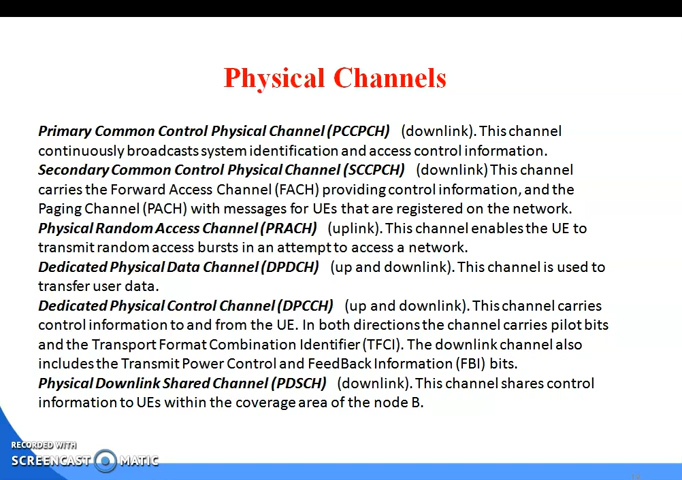 Physical Channels
Primary Common Control Physical Channel (PCCPCH) (downlink). This channel
continuously broadcasts system identification and access control information.
Secondary Common Control Physical Channel (SCCPCH) (downlink) This channel
carries the Forward Access Channel (FACH) providing control information, and the
Paging Channel (PACH) with messages for UEs that are registered on the network.
Physical Random Access Channel (PRACH) (uplink). This channel enables the UE to
transmit random access bursts in an attempt to access a network.
Dedicated Physical Data Channel (DPDCH) (up and downlink). This channel is used to
transfer user data.
Dedicated Physical Control Channel (DPCCH) (up and downlink). This channel carries
control information to and from the UE. In both directions the channel carries pilot bits
and the Transport Format Combination Identifier (TFCI). The downlink channel also
includes the Transmit Power Control and FeedBack Information (FBI) bits.
Physical Downlink Shared Channel (PDSCH) (downlink). This channel shares control
information to UEs within the coverage area of the node B.
RECORDED WITH
SCREENCAST MATIC